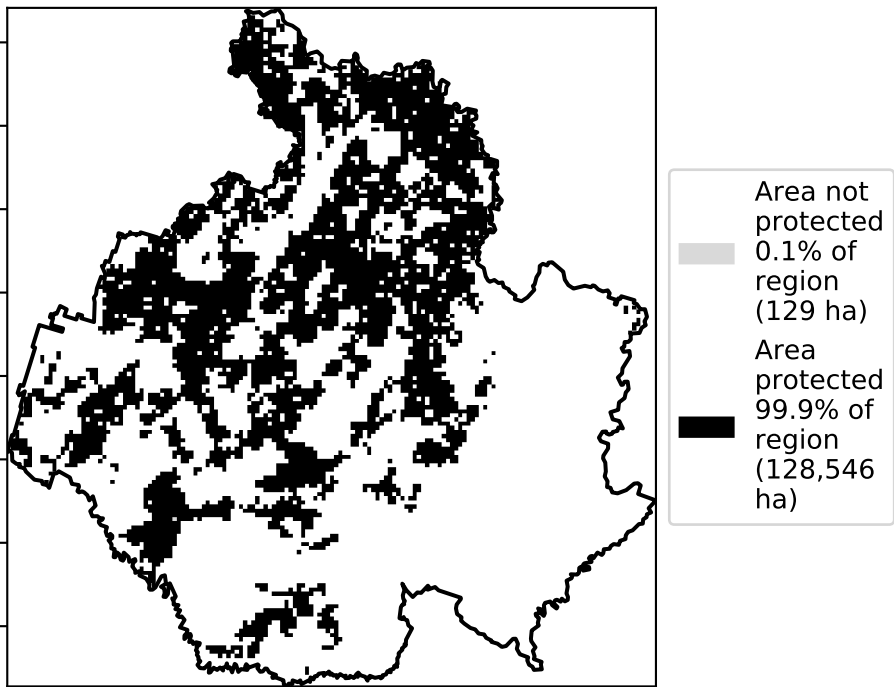 Area not
protected
0.1% of
region
(129 ha)
Area
protected
99.9% of
region
(128,546
ha)